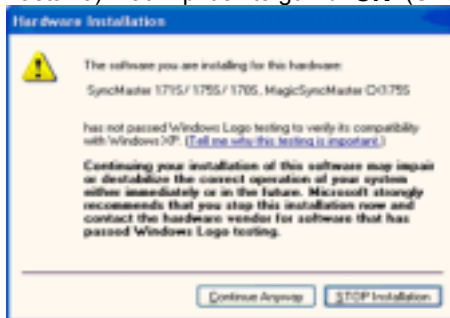 Hardware Installation
The software you are installing for this hardware:
SyncMaster 171S/ 175S/ 170S, MagicSyncMaster CX175S
has not passed Windows Logo testing to verify its compatibility
with Windows XP. (Tell me why this testing is important.)
Continuing your installation of this software may impair
or destabilize the correct operation of your system
either immediately or in the future. Microsoft strongly
recommends that you stop this installation now and
contact the hardware vendor for software that has
passed Windows Logo testing.
Continue Anyway
STOP Installation